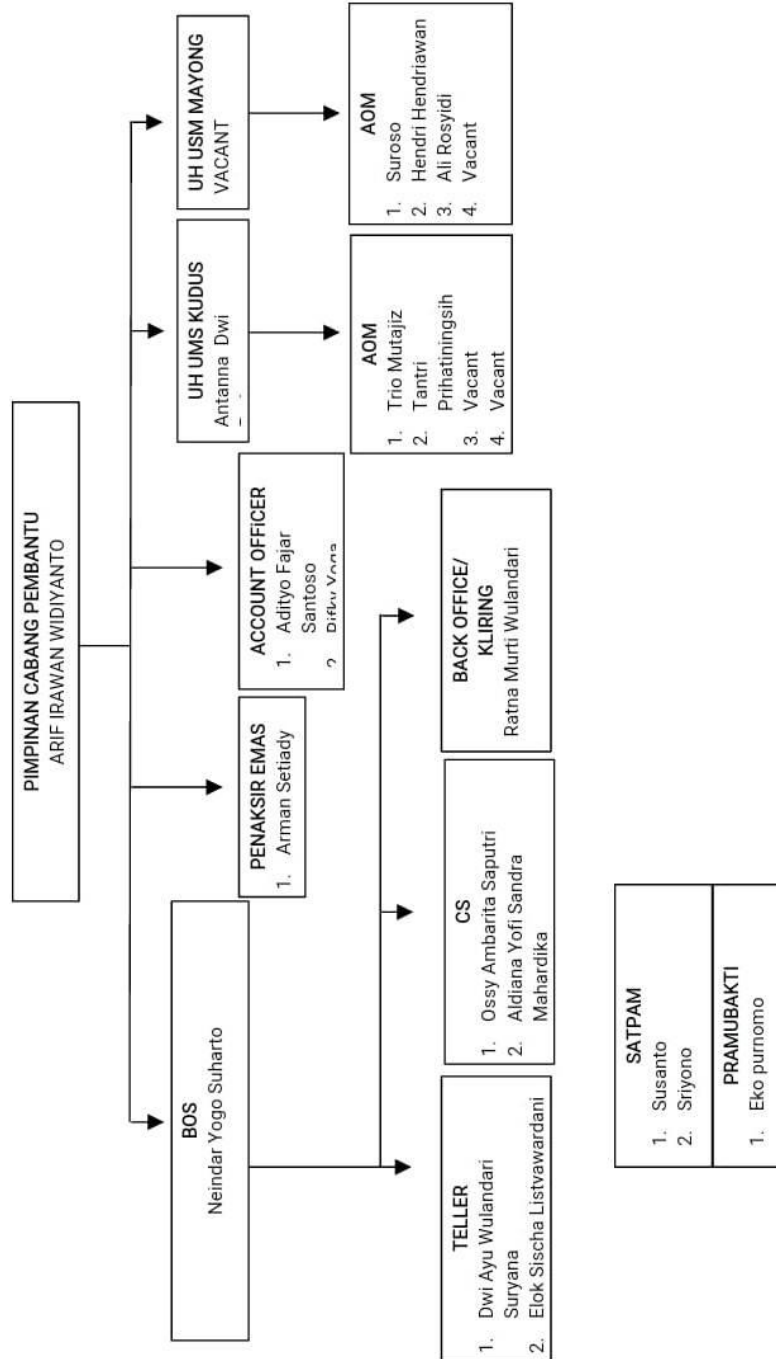 PIMPINAN CABANG PEMBANTU
ARIF IRAWAN WIDIYANTO
BOS
Neindar Yogo Suharto
PENAKSIR EMAS
1. Arman Setiady
ACCOUNT OFFiCER
1. Adityo Fajar
Santoso
2. Rifky Yoga
UH UMS KUDUS
Antanna Dwi
UH USM MAYONG
VACANT
TELLER
1. Dwi Ayu Wulandari
Suryana
2. Elok Sischa Listvawardani
CS
1. Ossy Ambarita Saputri
2. Aldiana Yofi Sandra
Mahardika
BACK OFFICE/
KLIRING
Ratna Murti Wulandari
AOM
1. Trio Mutajiz
2. Tantri
Prihatiningsih
3. Vacant
4. Vacant
AOM
1. Suroso
2. Hendri Hendriawan
3. Ali Rosyidi
4. Vacant
SATPAM
1. Susanto
2. Sriyono
PRAMUBAKTI
1. Eko purnomo